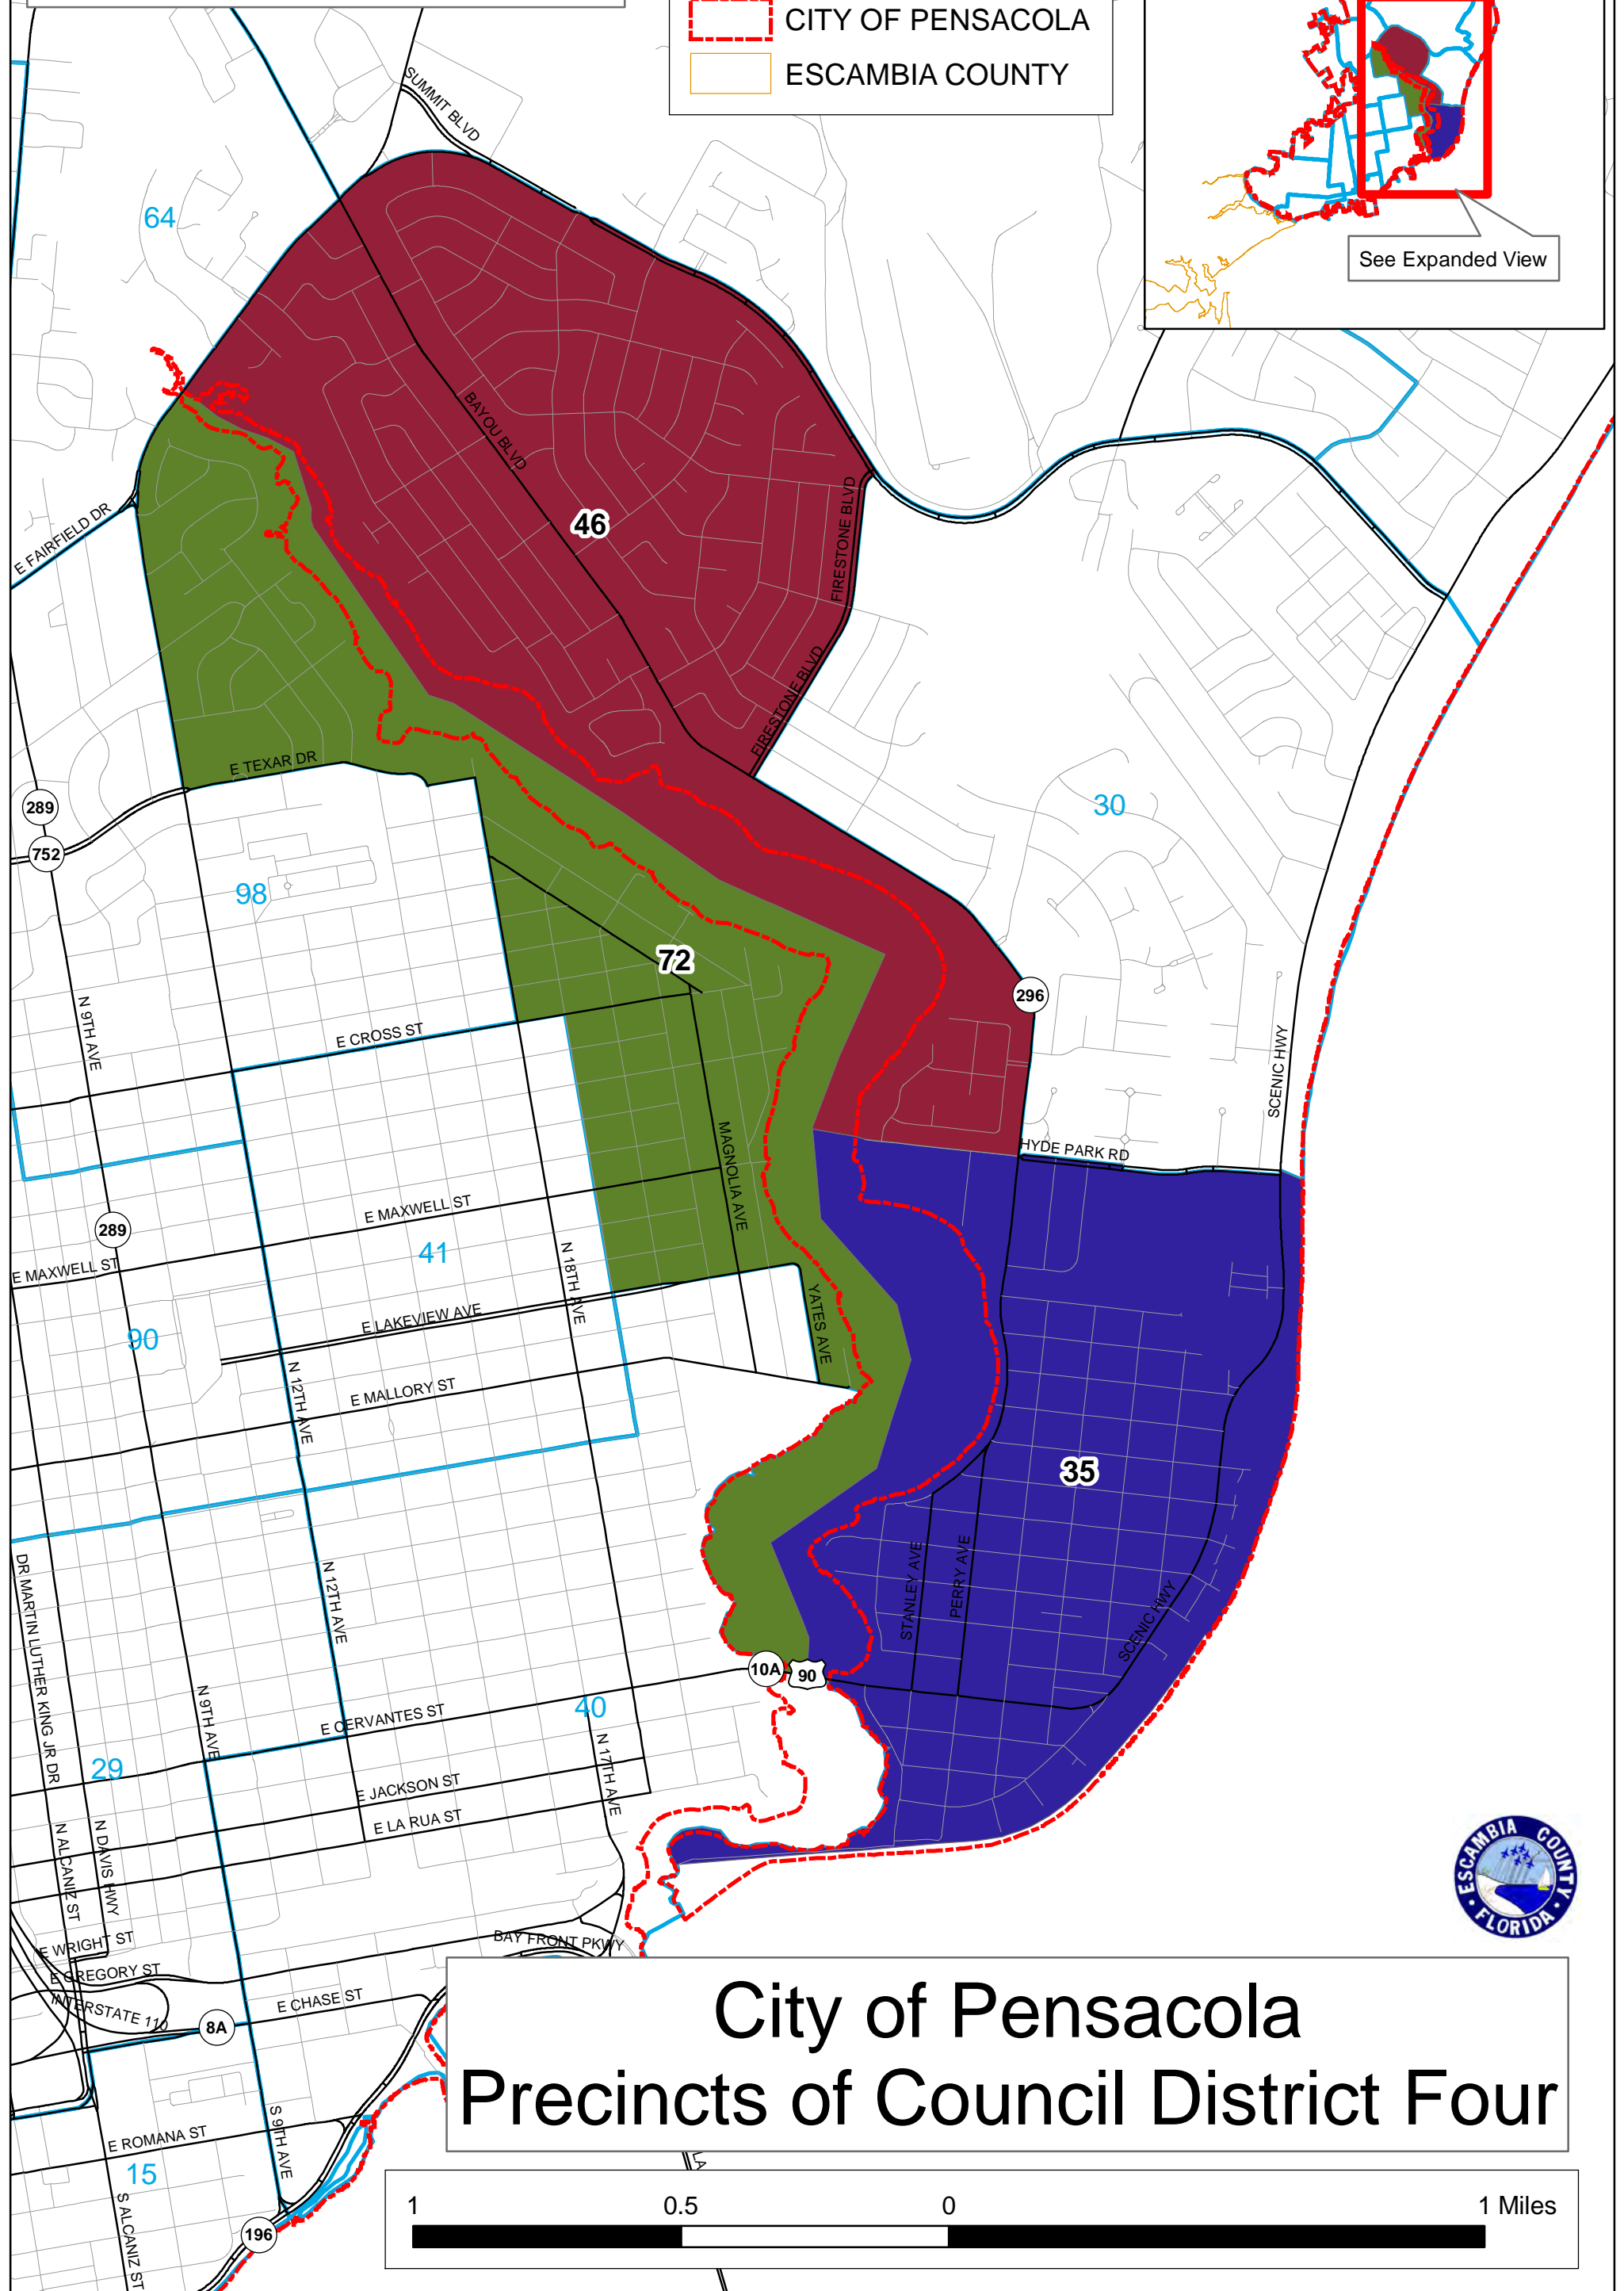 CITY OF PENSACOLA
ESCAMBIA COUNTY
See Expanded View
SUMMIT BLVD
64
BAYOU BLVD
46
FIRESTONE BLVD
FIRESTONE BLVD
E FAIRFIELD DR
E TEXAR DR
289
752
98
30
72
296
N 9TH AVE
E CROSS ST
SCENIC HWY
HYDE PARK RD
MAGNOLIA AVE
E MAXWELL ST
289
41
E MAXWELL ST
N 18TH AVE
E LAKEVIEW AVE
YATES AVE
90
N 12TH AVE
E MALLORY ST
35
DR MARTIN LUTHER KING JR DR
N 12TH AVE
STANLEY AVE
PERRY AVE
SCENIC HWY
10A
90
N 9TH AVE
E CERVANTES ST
40
29
N 17TH AVE
E JACKSON ST
E LA RUA ST
N ALCANIZ ST
N DAVIS HWY
ESCAMBIA COUNTY
FLORIDA
E WRIGHT ST
BAY FRONT PKWY
E GREGORY ST
INTERSTATE 110
E CHASE ST
8A
City of Pensacola
Precincts of Council District Four
S 9TH AVE
E ROMANA ST
15
S ALCANIZ ST
196
LA
1 0.5 0 1 Miles